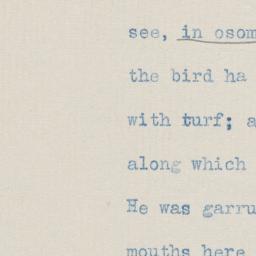 see, in osom
the bird ha
with turf; a
along which
He was garru
mouths here